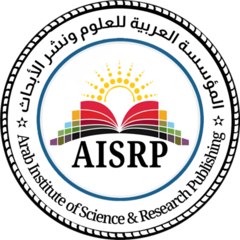 المؤسسة العربية للعلوم ونشر الأبحاث
AISRP
Arab Institute of Science & Research Publishing